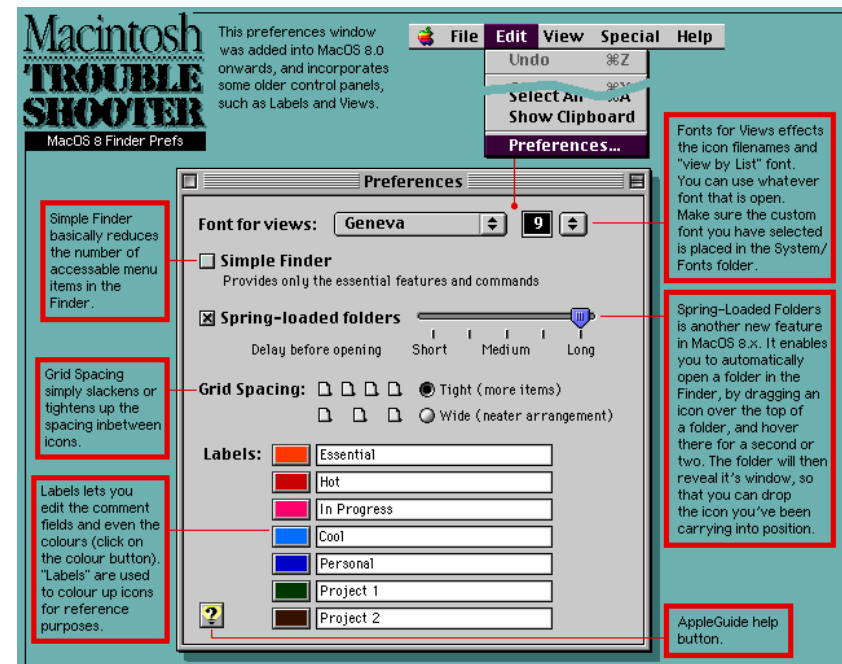 Macintosh
TROUBLE
SHOOTER
MacOS 8 Finder Prefs
This preferences window
was added into MacOS 8.0
onwards, and incorporates
some older control panels,
such as Labels and Views.
File Edit View Special Help
Undo ⌘Z
Select All ⌘A
Show Clipboard
Preferences...
Fonts for Views effects
the icon filenames and
"view by List" font.
You can use whatever
font that is open.
Make sure the custom
font you have selected
is placed in the System/
Fonts folder.
Preferences
Font for views: Geneva 9
Simple Finder
basically reduces
the number of
accessable menu
items in the
Finder.
Simple Finder
Provides only the essential features and commands
Spring-loaded folders
Delay before opening Short Medium Long
Spring-Loaded Folders
is another new feature
in MacOS 8.x. It enables
you to automatically
open a folder in the
Finder, by dragging an
icon over the top of
a folder, and hover
there for a second or
two. The folder will then
reveal it's window, so
that you can drop
the icon you've been
carrying into position.
Grid Spacing
simply slackens or
tightens up the
spacing inbetween
icons.
Grid Spacing: Tight (more items)
Wide (neater arrangement)
Labels: Essential
Hot
In Progress
Cool
Personal
Project 1
Project 2
Labels lets you
edit the comment
fields and even the
colours (click on
the colour button).
"Labels" are used
to colour up icons
for reference
purposes.
?
AppleGuide help
button.